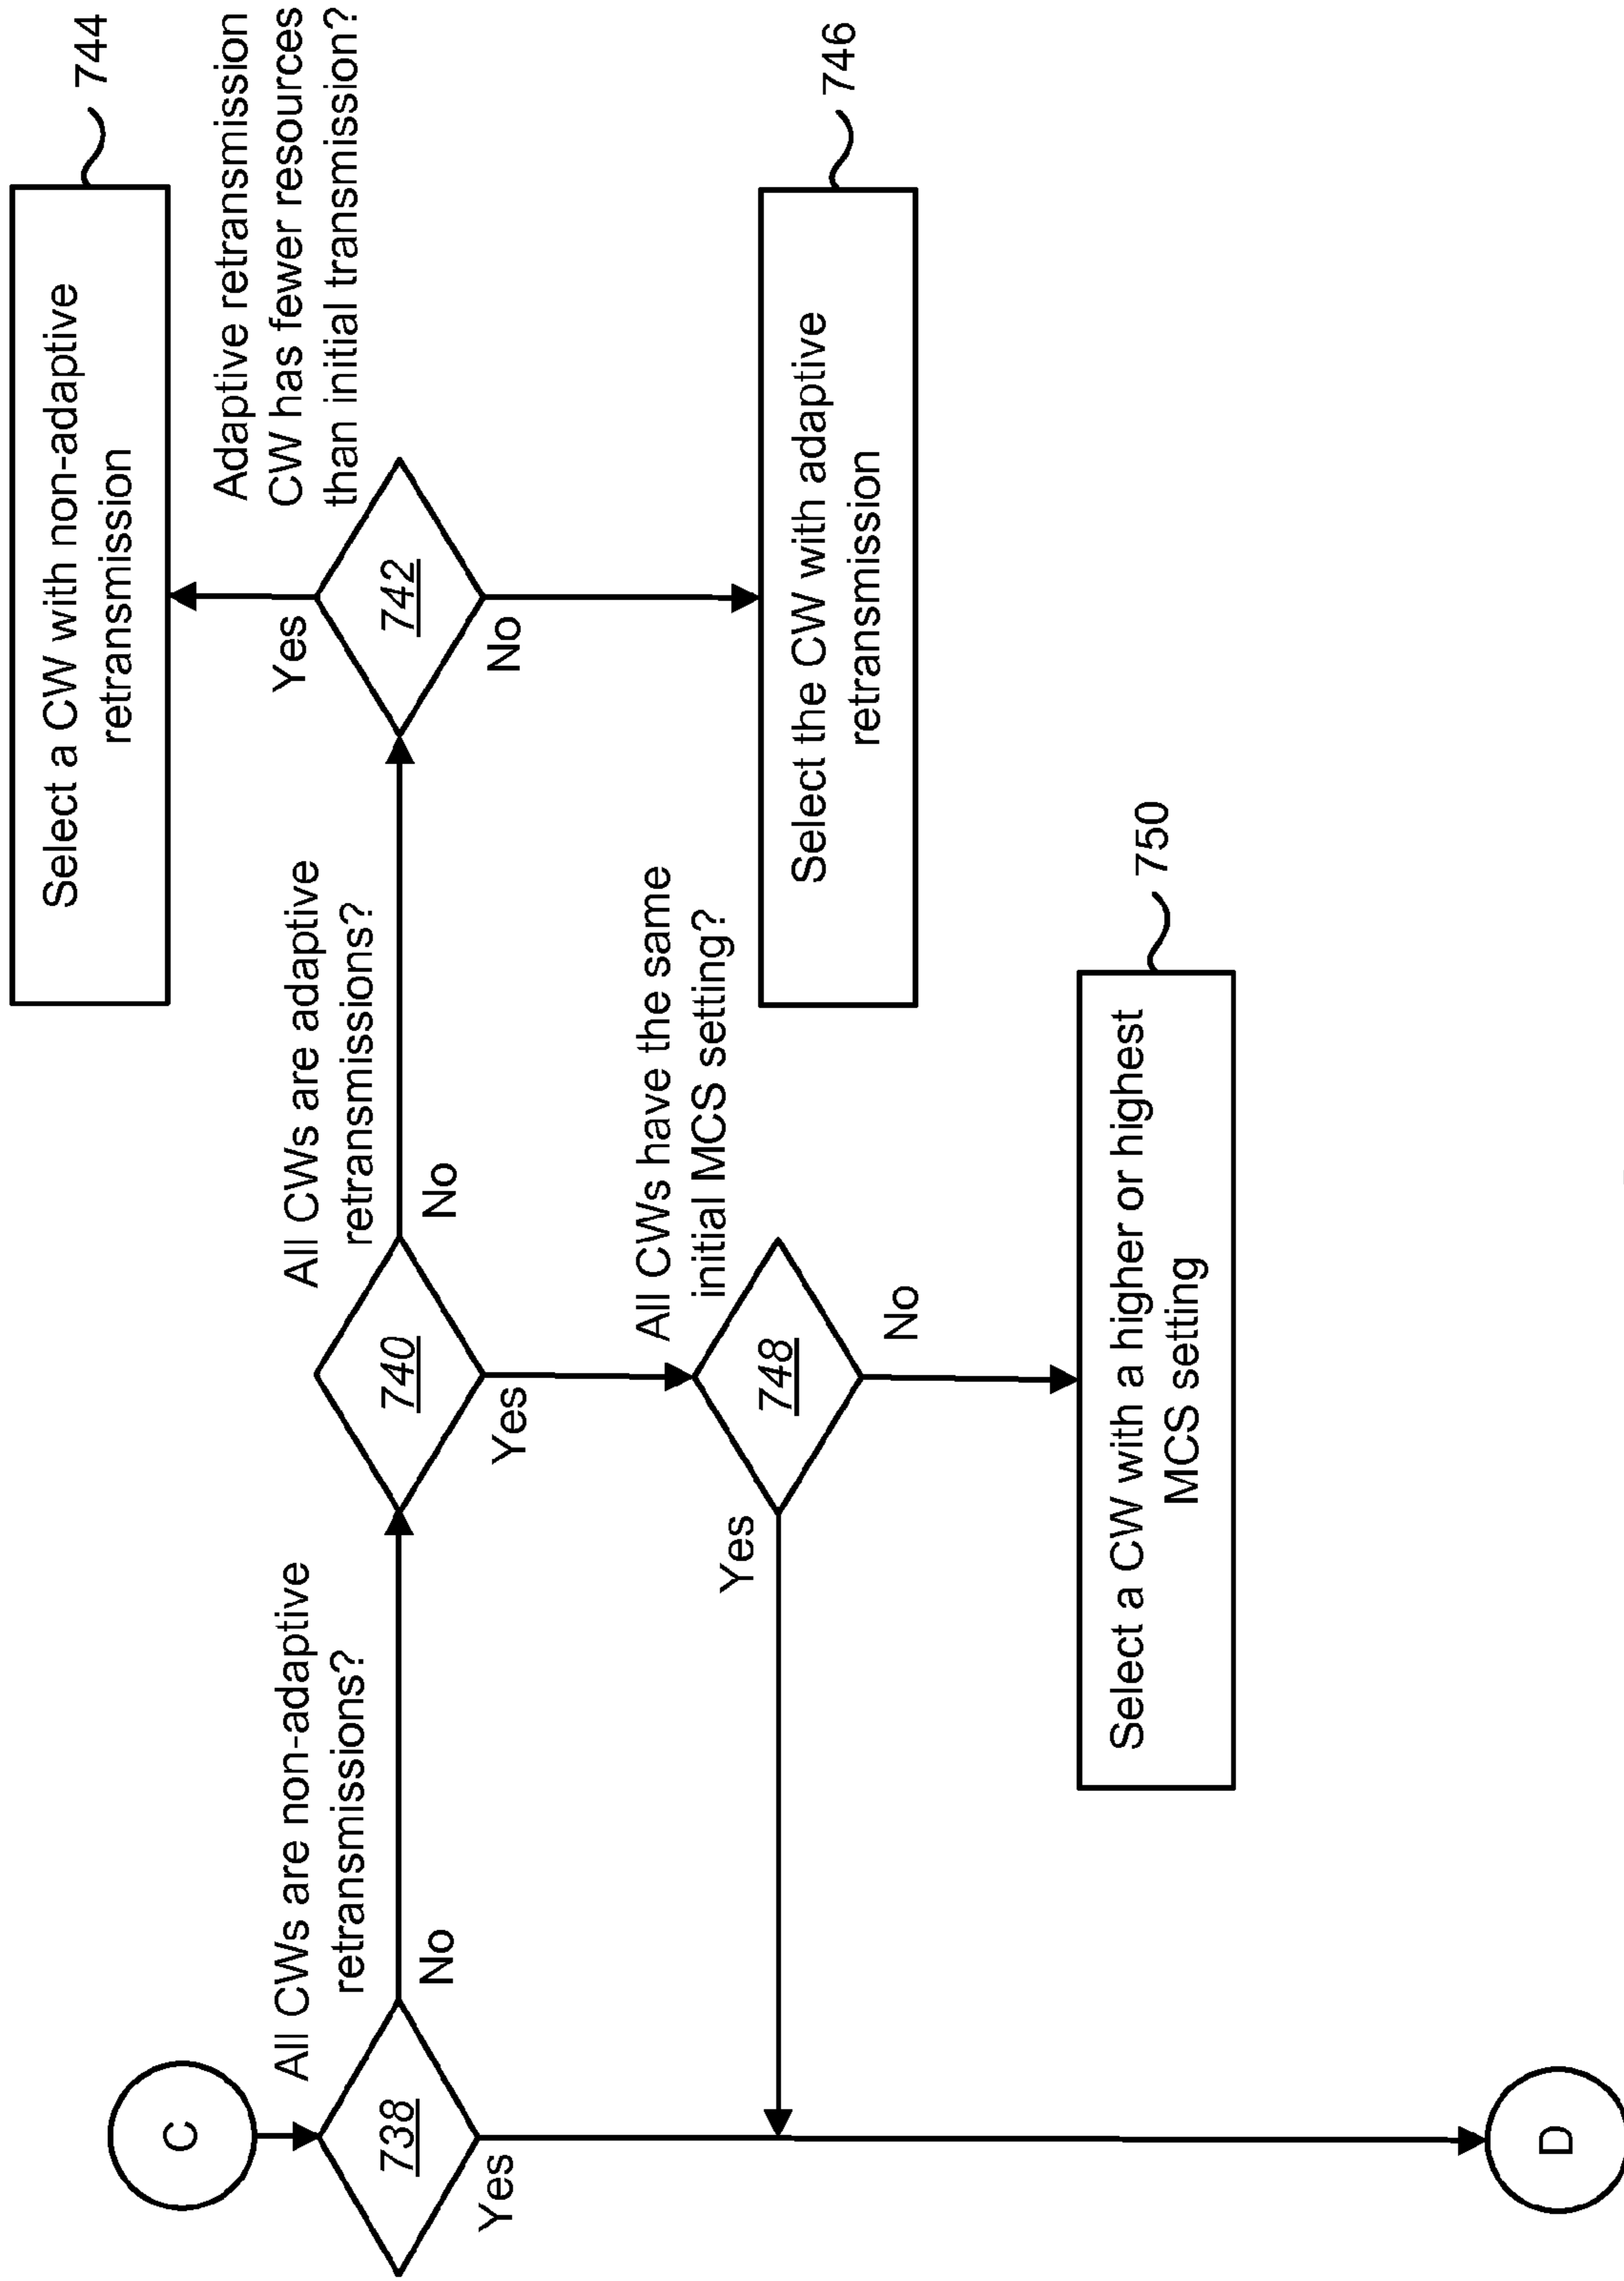 C
All CWs are non-adaptive
retransmissions?
738
No
Yes
All CWs are adaptive
retransmissions?
740
No
Yes
Adaptive retransmission
CW has fewer resources
than initial transmission?
742
Yes
No
Select a CW with non-adaptive
retransmission
744
Select the CW with adaptive
retransmission
746
All CWs have the same
initial MCS setting?
748
Yes
No
Select a CW with a higher or highest
MCS setting
750
D